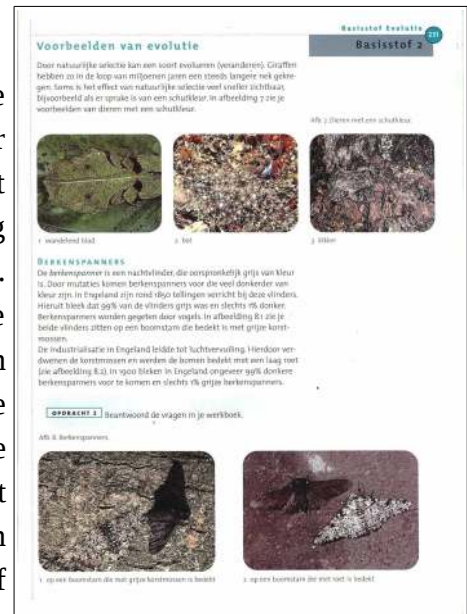 Basisstof Evolutie
231
Basisstof 2
Voorbeelden van evolutie
Door natuurlijke selectie kan een soort evolueren (veranderen). Giraffen
hebben zo in de loop van miljoenen jaren een steeds langere nek gekre-
gen. Soms is het effect van natuurlijke selectie veel sneller zichtbaar,
bijvoorbeeld als er sprake is van een schutkleur. In afbeelding 7 zie je
voorbeelden van dieren met een schutkleur.
Afb. 7 Dieren met een schutkleur.
1. wandelend blad
2. bot
3. kikker
BERKENSPANNERS
De berkenspanner is een nachtvlinder, die oorspronkelijk grijs van kleur
is. Door mutaties komen berkenspanners voor die veel donkerder van
kleur zijn. In Engeland zijn rond 1850 tellingen verricht bij deze vlinders.
Hieruit bleek dat 99% van de vlinders grijs was en slechts 1% donker.
Berkenspanners worden gegeten door vogels. In afbeelding 8.1 zie je
beide vlinders zitten op een boomstam die bedekt is met grijze korst-
mossen.
De industrialisatie in Engeland leidde tot luchtvervuiling. Hierdoor ver-
dwenen de korstmossen en werden de bomen bedekt met een laag roet
(zie afbeelding 8.2). In 1900 bleken in Engeland ongeveer 99% donkere
berkenspanners voor te komen en slechts 1% grijze berkenspanners.
OPDRACHT 2 Beantwoord de vragen in je werkboek.
Afb. 8 Berkenspanners.
1. op een boomstam die met grijze korstmossen is bedekt
2. op een boomstam die met roet is bedekt